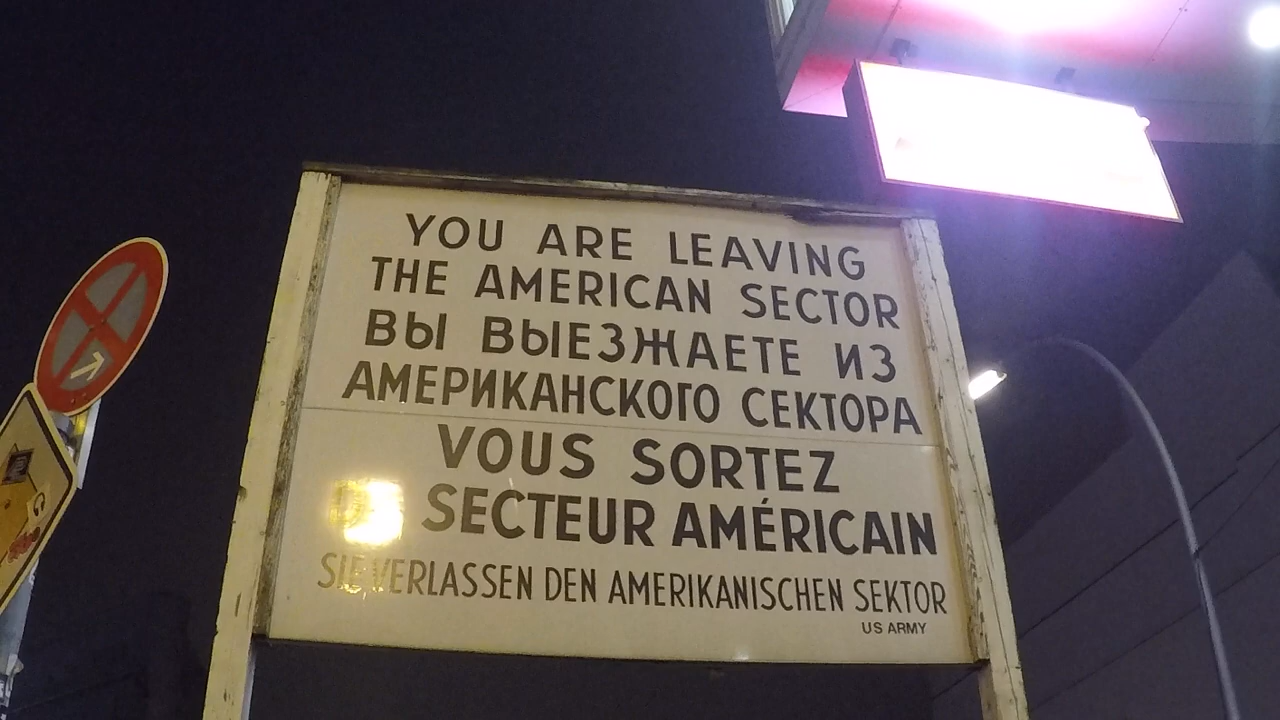 YOU ARE LEAVING
THE AMERICAN SECTOR
ВЫ ВЫЕЗЖАЕТЕ ИЗ
АМЕРИКАНСКОГО СЕКТОРА
VOUS SORTEZ
SECTEUR AMÉRICAIN
SIE VERLASSEN DEN AMERIKANISCHEN SEKTOR
US ARMY